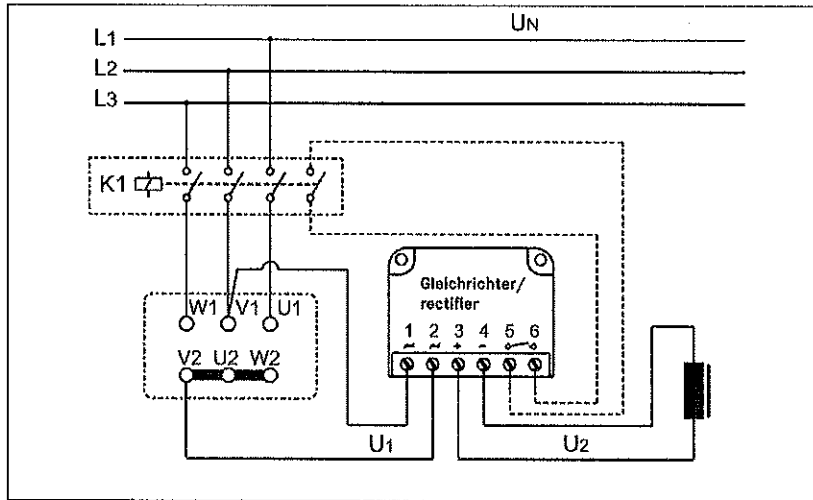 UN
L1
L2
L3
K1
Gleichrichter/
rectifier
W1 V1 U1
1 2 3 4 5 6
~ ~ + -
V2 U2 W2
U1 U2